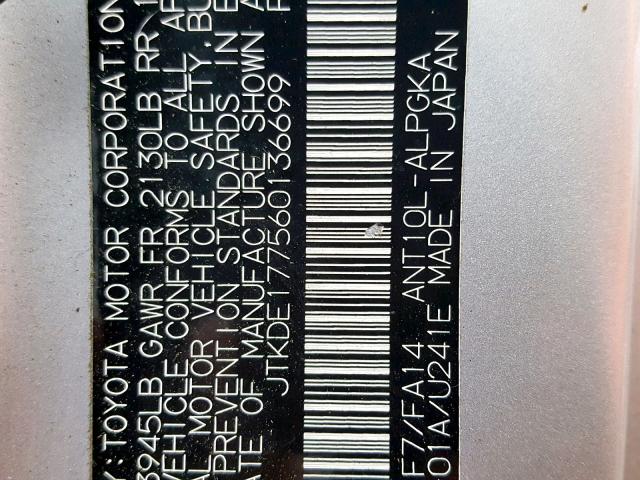 Y: TOYOTA MOTOR CORPORATION
3945LB GAWR FR 2130LB RR
VEHICLE CONFORMS TO ALL
AL MOTOR VEHICLE SAFETY, BU
PREVENTION STANDARDS IN
ATE OF MANUFACTURE SHOWN
JTKDE177560136699
F7/FA14 ANT10L-ALPGKA
01A/U241E MADE IN JAPAN